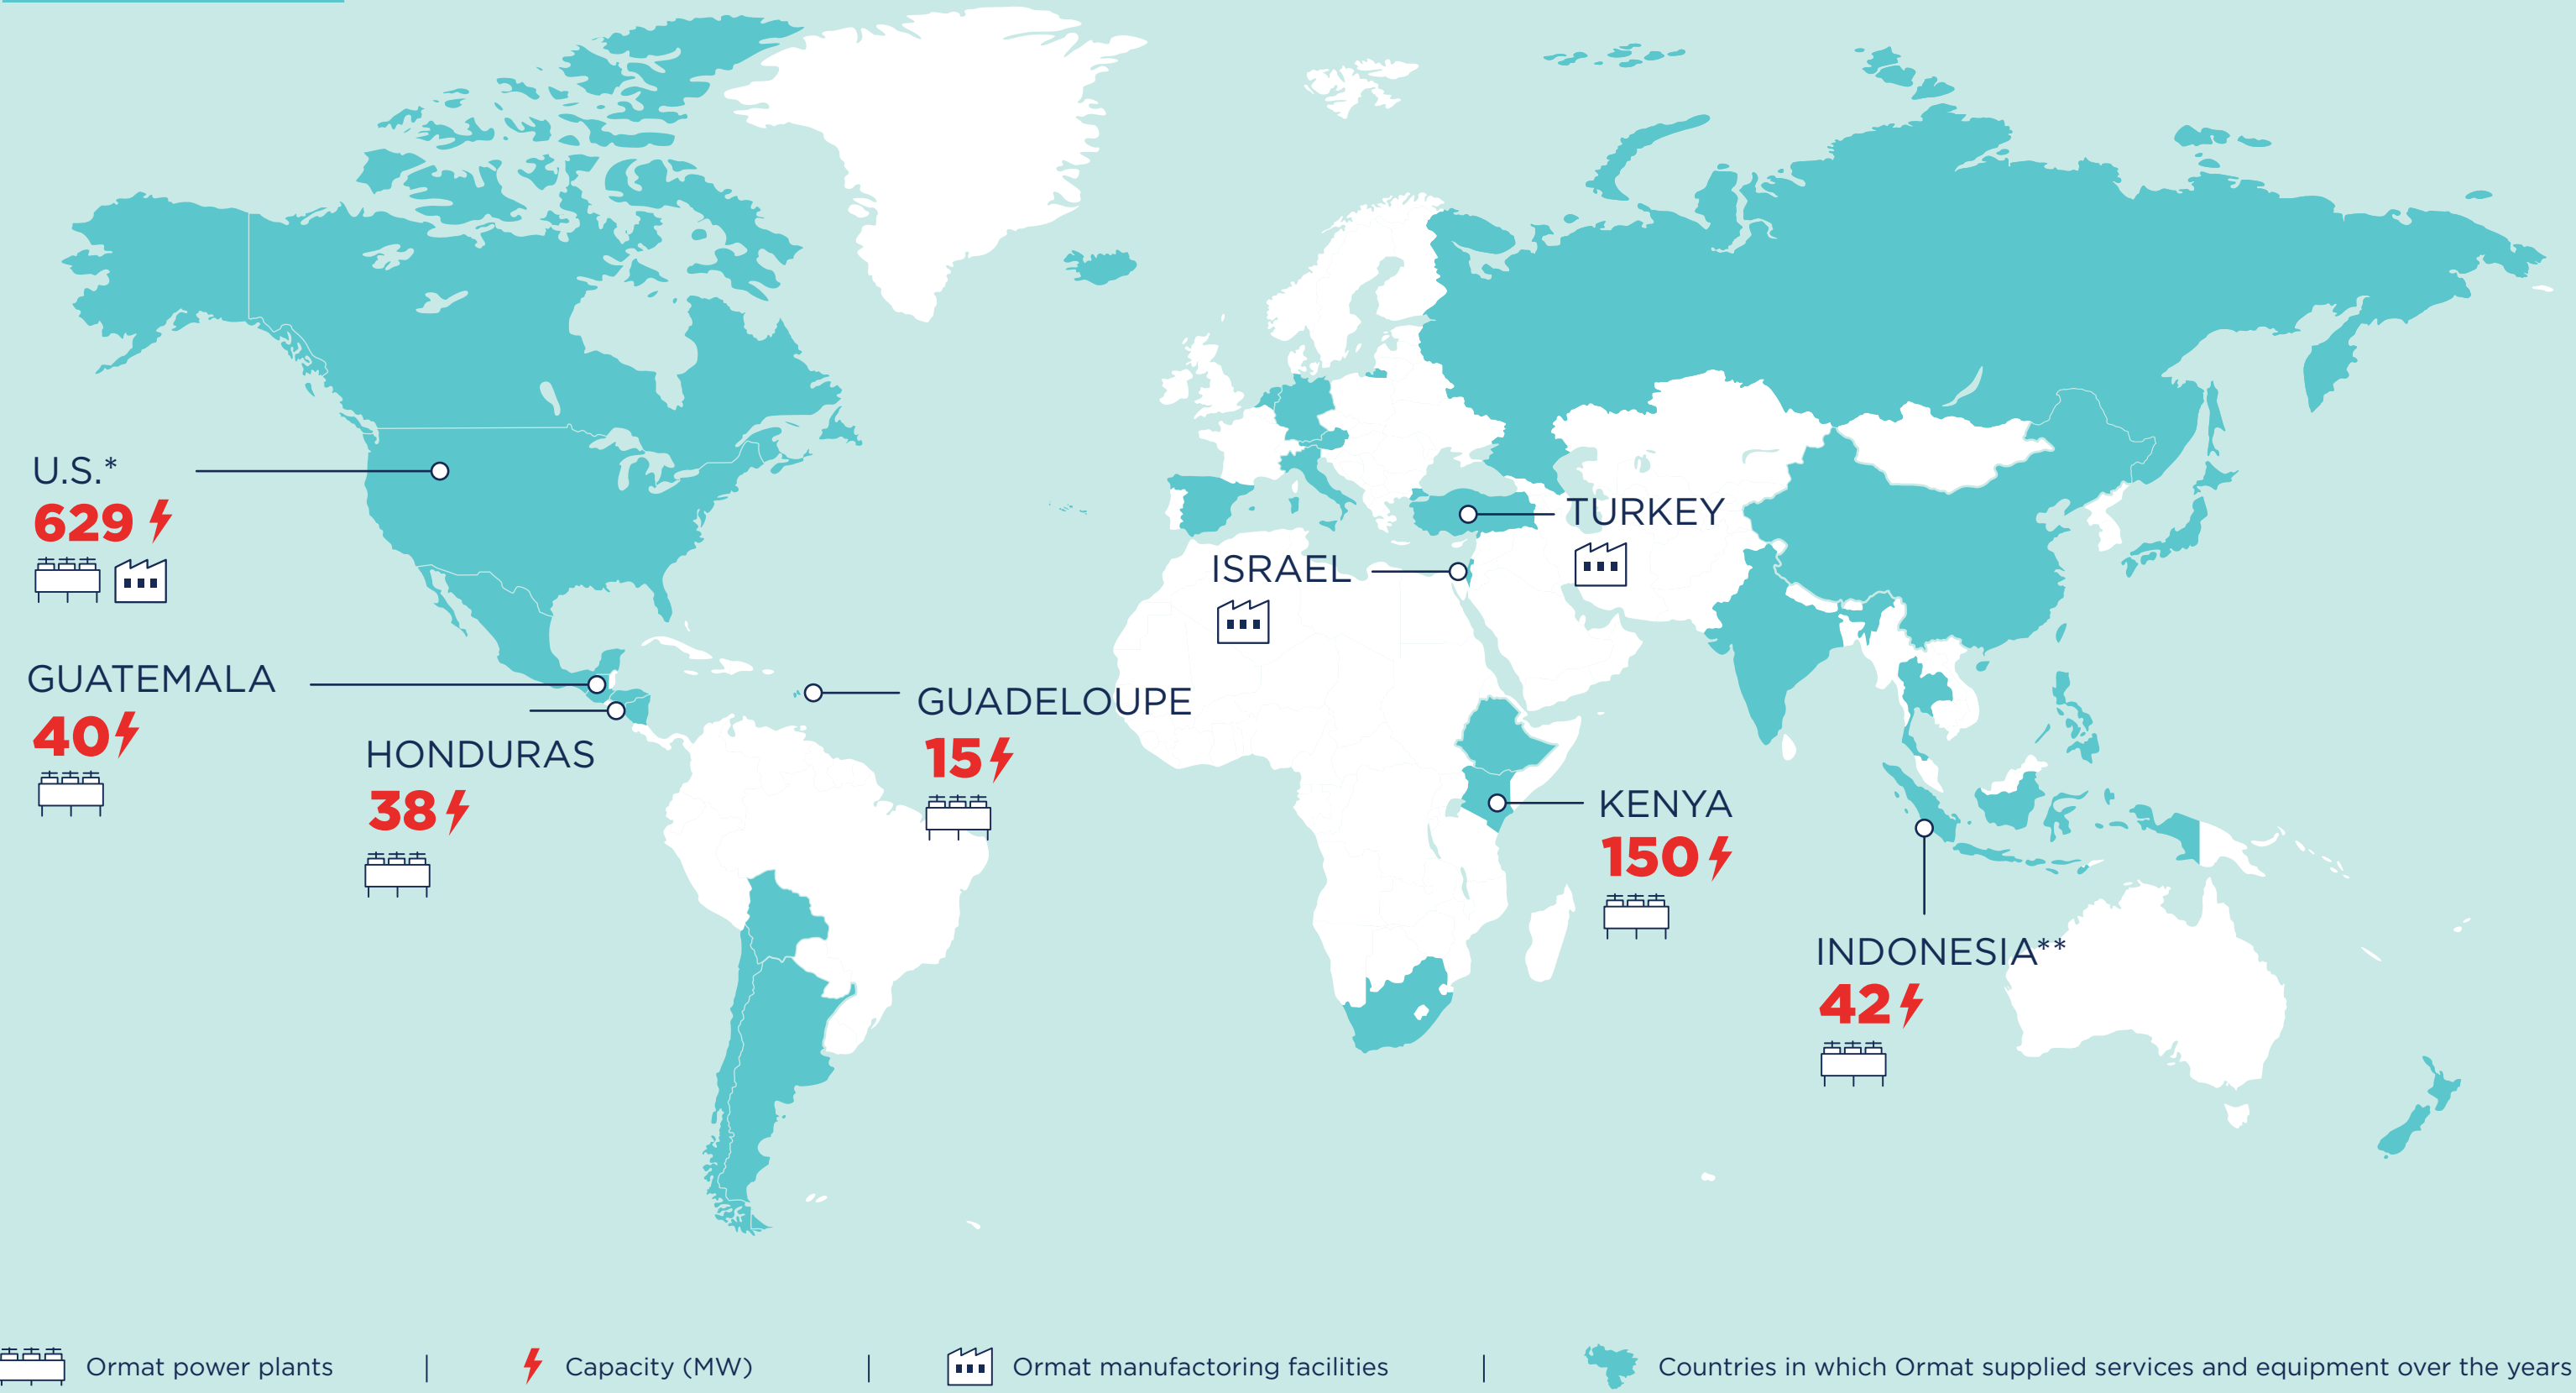 U.S.*
629
GUATEMALA
40
HONDURAS
38
GUADELOUPE
15
ISRAEL
TURKEY
KENYA
150
INDONESIA**
42
Ormat power plants | Capacity (MW) | Ormat manufactoring facilities | Countries in which Ormat supplied services and equipment over the years